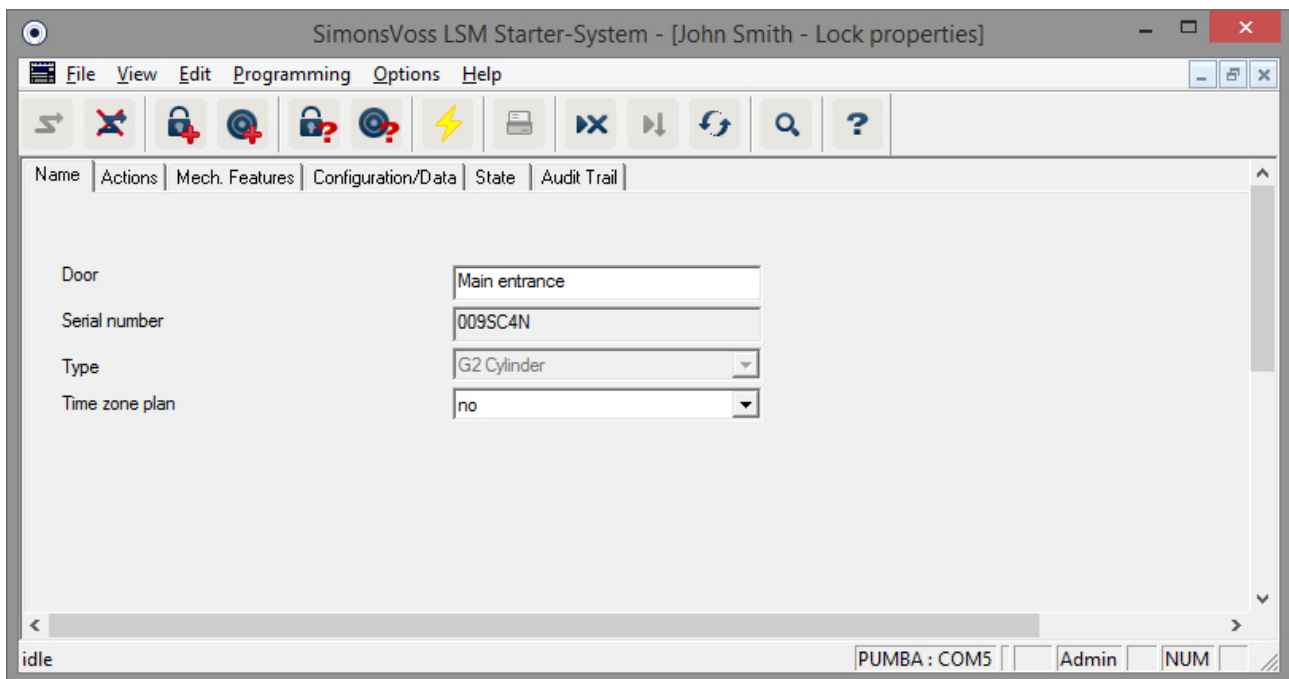 SimonsVoss LSM Starter-System - [John Smith - Lock properties]
File View Edit Programming Options Help
Name Actions Mech. Features Configuration/Data State Audit Trail
Door Main entrance
Serial number 009SC4N
Type G2 Cylinder
Time zone plan no
idle PUMBA : COM5 Admin NUM